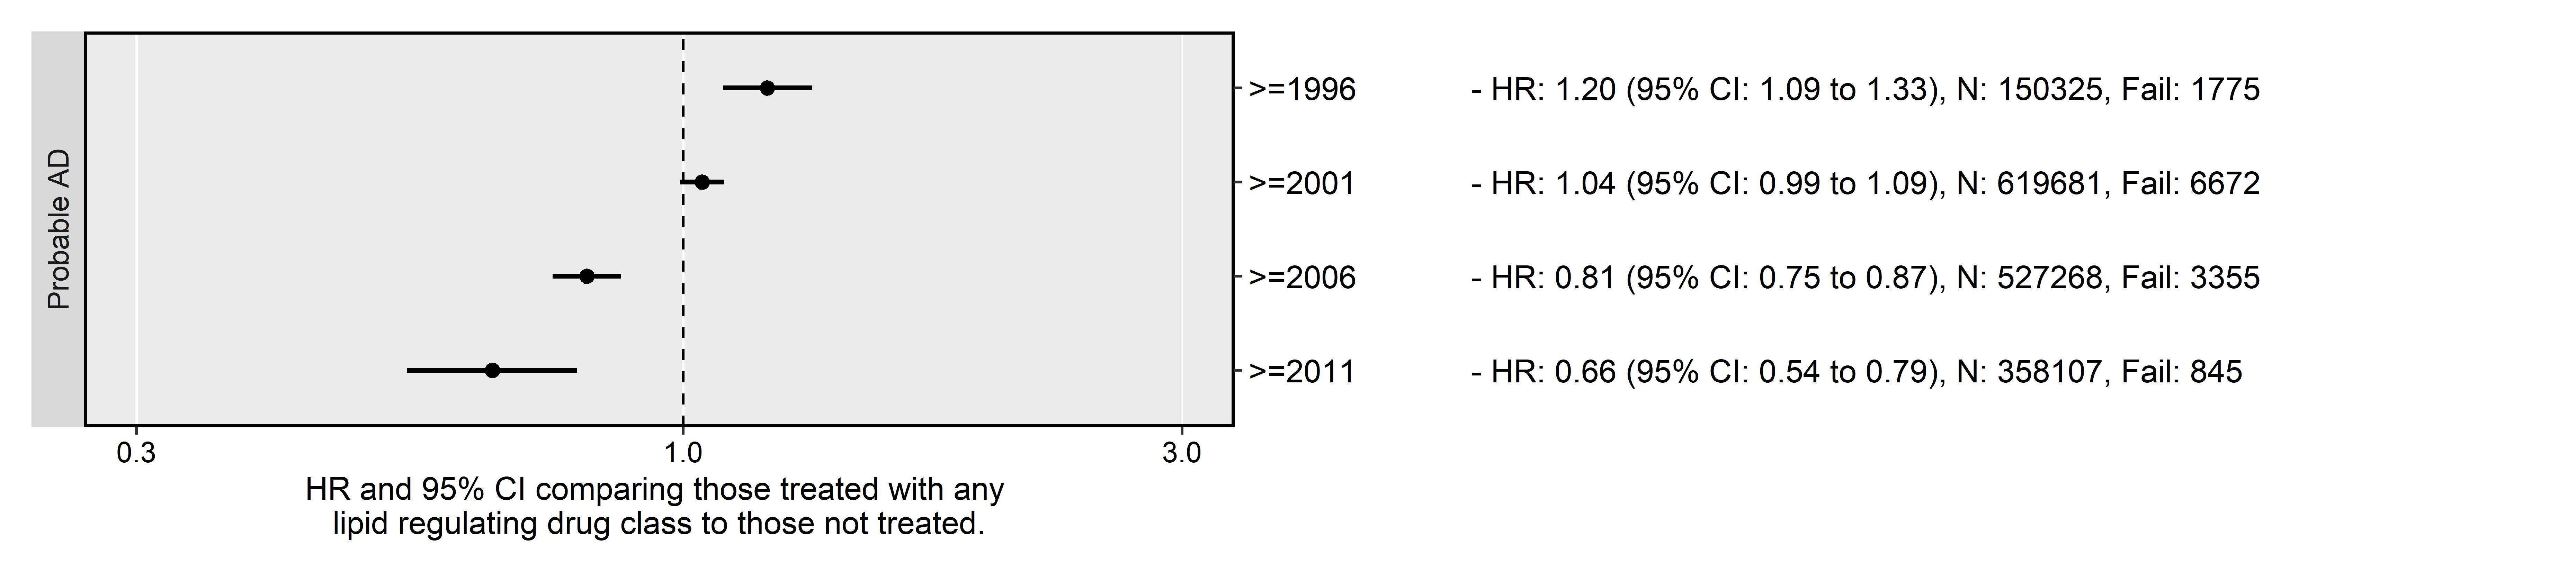 Probable AD
>=1996 - HR: 1.20 (95% CI: 1.09 to 1.33), N: 150325, Fail: 1775
>=2001 - HR: 1.04 (95% CI: 0.99 to 1.09), N: 619681, Fail: 6672
>=2006 - HR: 0.81 (95% CI: 0.75 to 0.87), N: 527268, Fail: 3355
>=2011 - HR: 0.66 (95% CI: 0.54 to 0.79), N: 358107, Fail: 845
0.3 1.0 3.0
HR and 95% CI comparing those treated with any
lipid regulating drug class to those not treated.